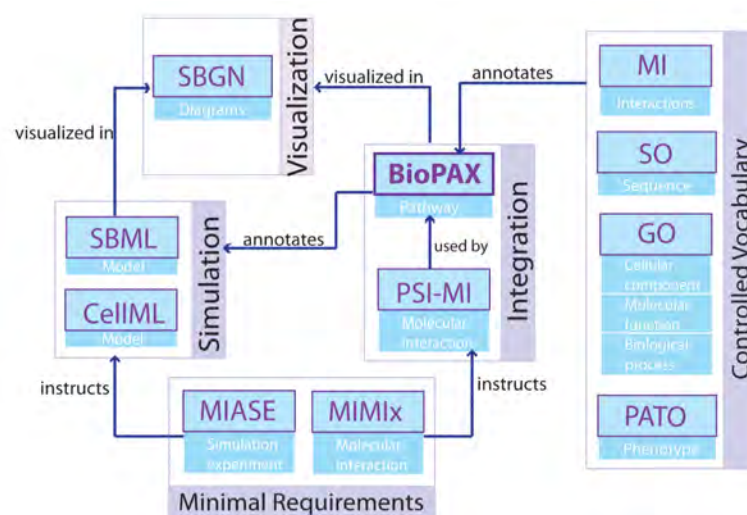 SBGN
Diagrams
Visualization
visualized in
visualized in
annotates
MI
Interactions
SO
Sequence
GO
Cellular
component
Molecular
function
Biological
process
PATO
Phenotype
Controlled Vocabulary
BioPAX
Pathway
used by
PSI-MI
Molecular
Interaction
Integration
annotates
SBML
Model
CellML
Model
Simulation
instructs
instructs
MIASE
Simulation
experiment
MIMIx
Molecular
Interaction
Minimal Requirements